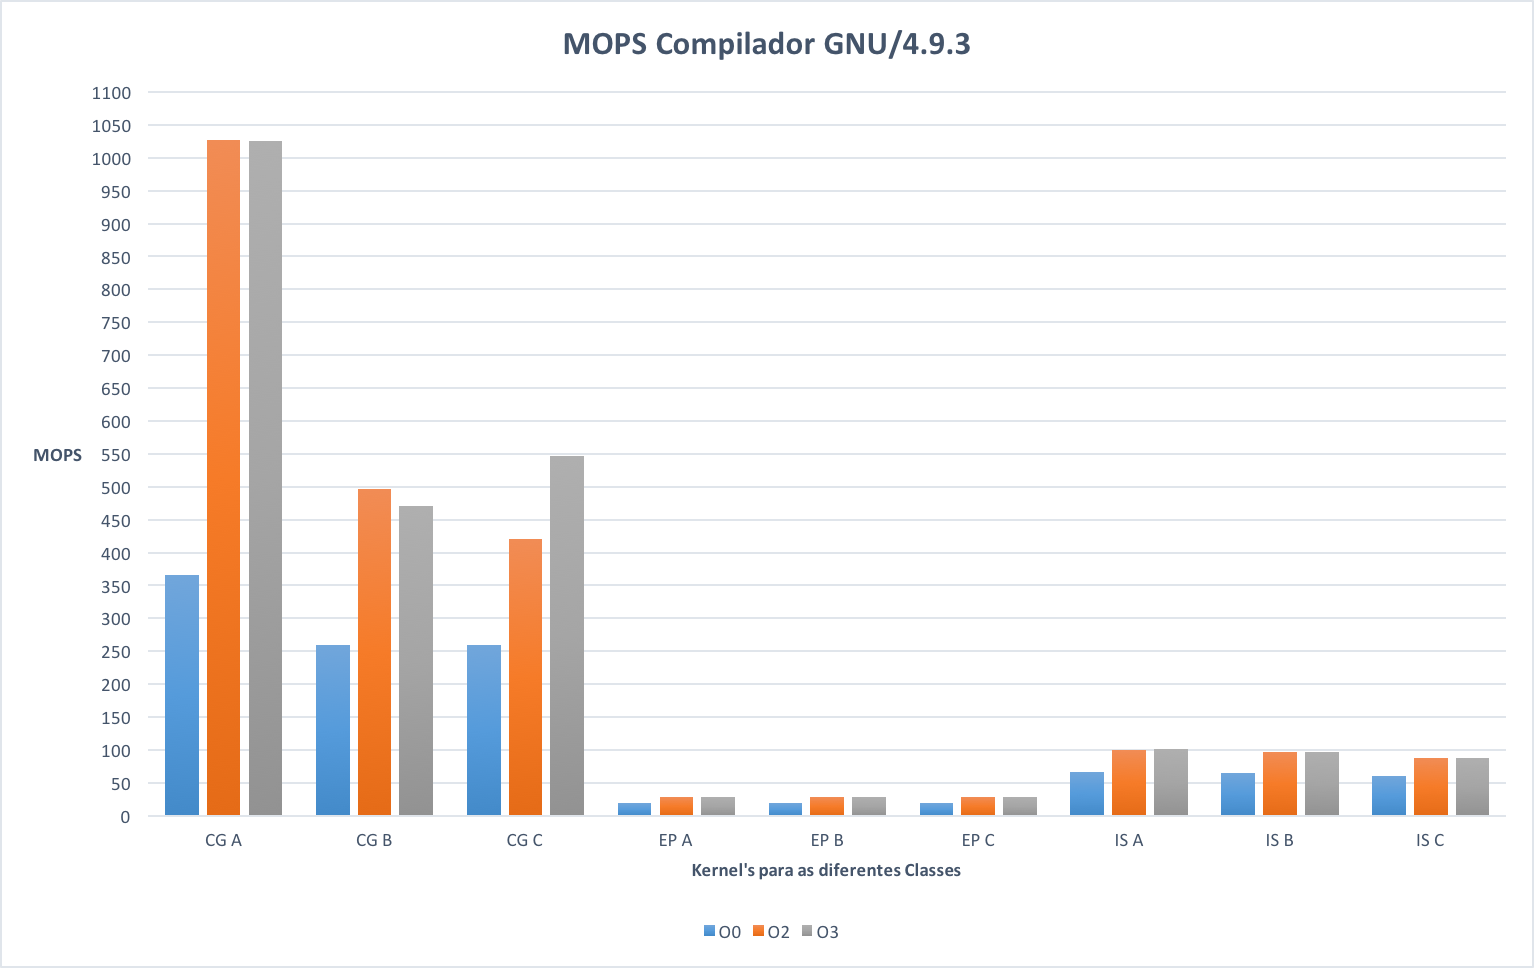 MOPS Compilador GNU/4.9.3
1100
1050
1000
950
900
850
800
750
700
650
600
550
500
450
400
350
300
250
200
150
100
50
0
MOPS
CG A
CG B
CG C
EP A
EP B
EP C
IS A
IS B
IS C
Kernel's para as diferentes Classes
O0
O2
O3